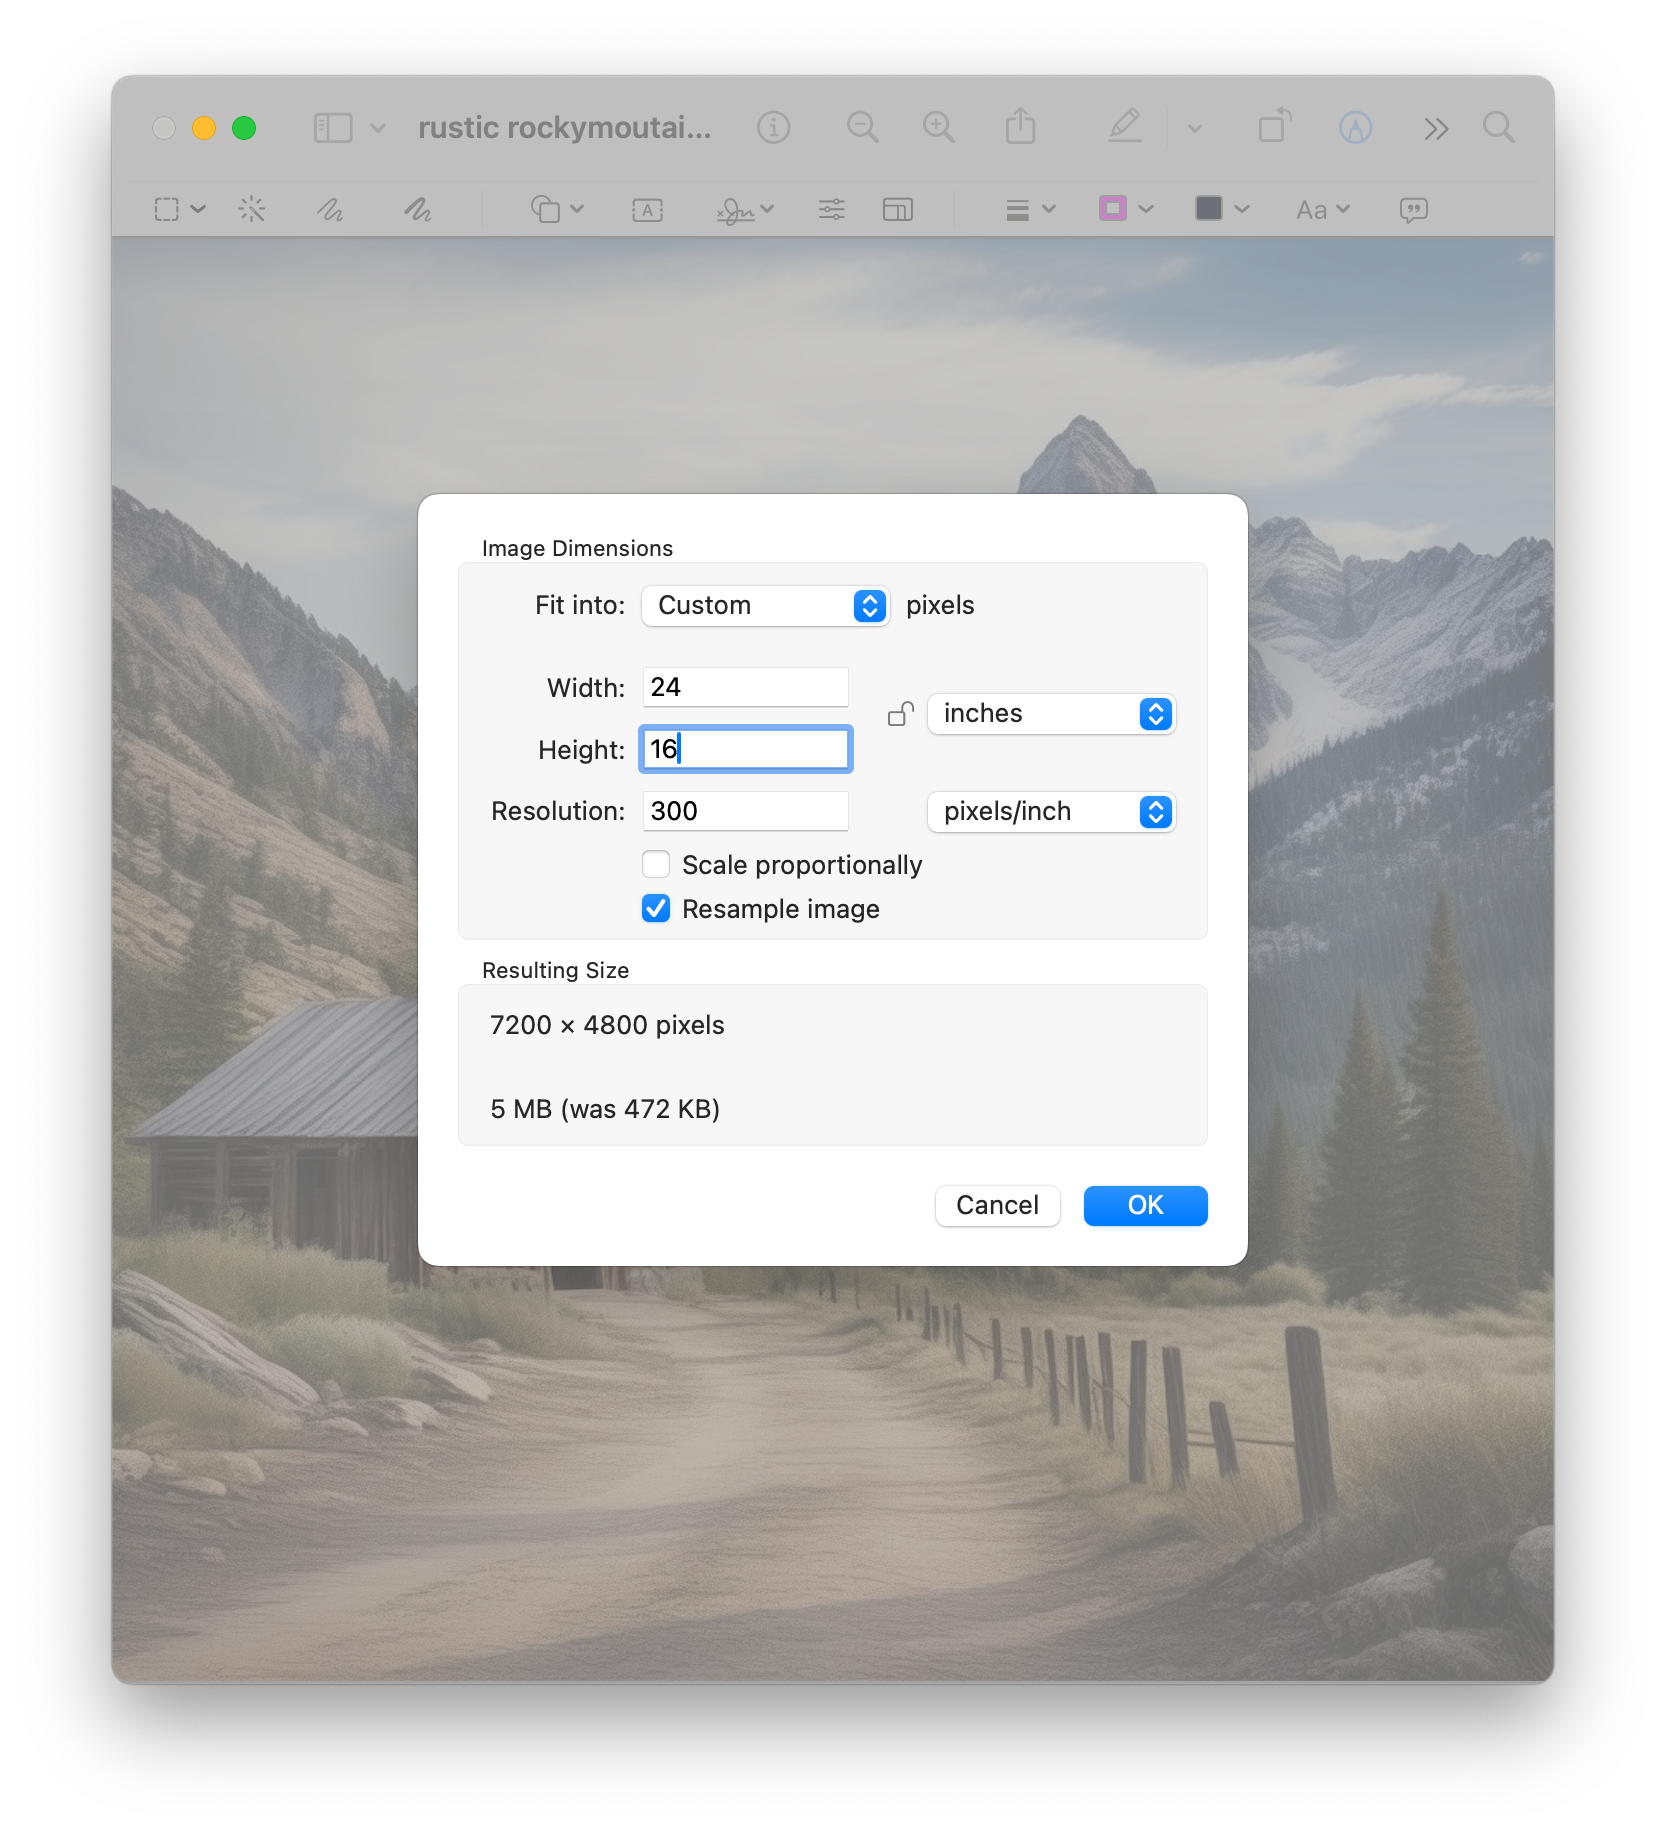 rustic rockymoutai...
A
Aa
Image Dimensions
Fit into: Custom pixels
Width: 24
inches
Height: 16
Resolution: 300 pixels/inch
Scale proportionally
Resample image
Resulting Size
7200 × 4800 pixels
5 MB (was 472 KB)
Cancel OK